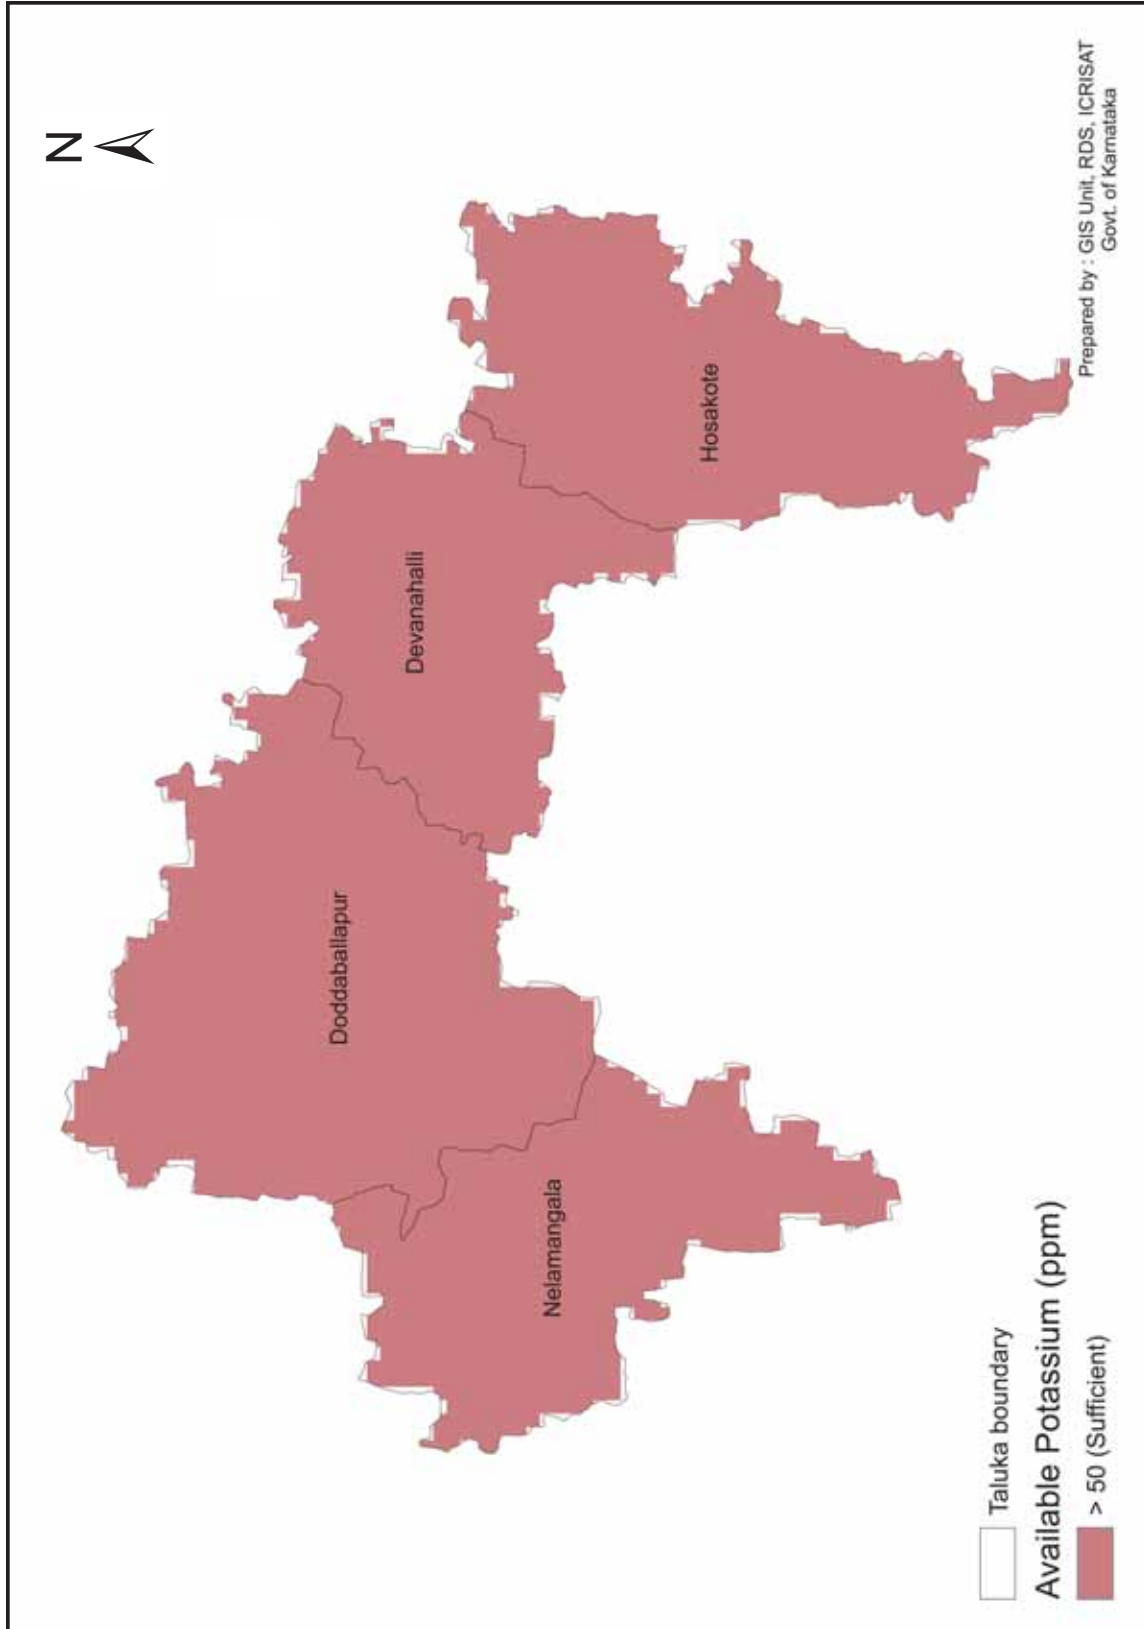 N
Doddaballapur
Devanahalli
Nelamangala
Hosakote
Taluka boundary
Available Potassium (ppm)
> 50 (Sufficient)
Prepared by : GIS Unit, RDS, ICRISAT
Govt. of Karnataka